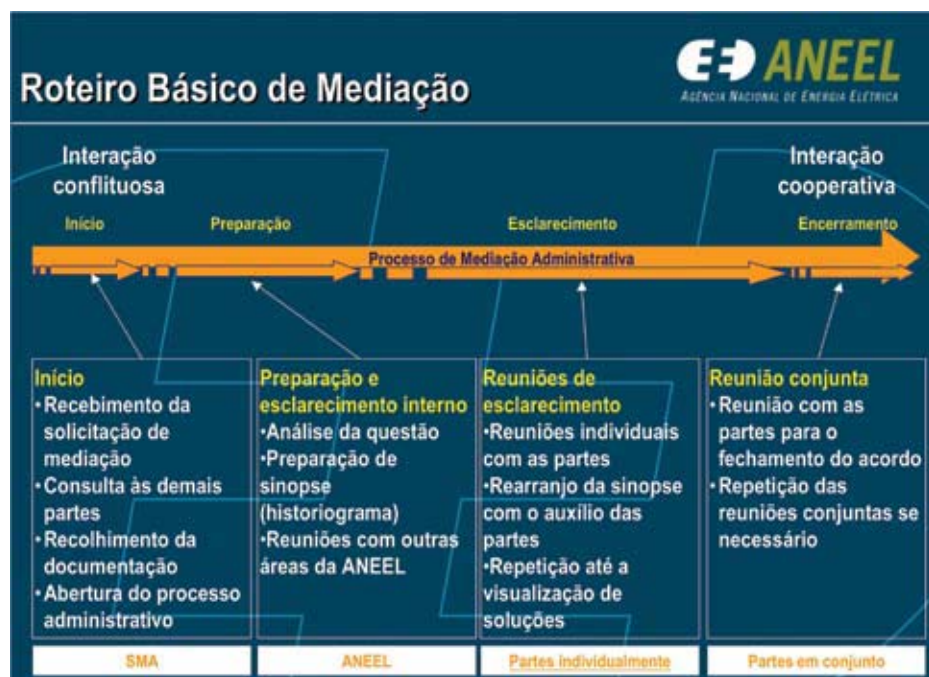 Roteiro Básico de Mediação
ANEEL
AGÊNCIA NACIONAL DE ENERGIA ELÉTRICA
Interação
conflituosa
Interação
cooperativa
Início
Preparação
Esclarecimento
Encerramento
Processo de Mediação Administrativa
Início
•Recebimento da
solicitação de
mediação
•Consulta às demais
partes
•Recolhimento da
documentação
•Abertura do processo
administrativo
SMA
Preparação e
esclarecimento interno
•Análise da questão
•Preparação de
sinopse
(historiograma)
•Reuniões com outras
áreas da ANEEL
ANEEL
Reuniões de
esclarecimento
•Reuniões individuais
com as partes
•Rearranjo da sinopse
com o auxílio das
partes
•Repetição até a
visualização de
soluções
Partes individualmente
Reunião conjunta
•Reunião com as
partes para o
fechamento do acordo
•Repetição das
reuniões conjuntas se
necessário
Partes em conjunto